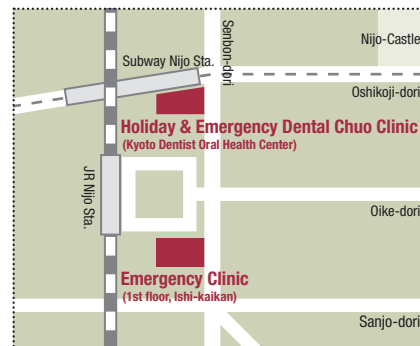 Nijo-Castle
Subway Nijo Sta.
Senbon-dori
Oshikoji-dori
Holiday & Emergency Dental Chuo Clinic
(Kyoto Dentist Oral Health Center)
JR Nijo Sta.
Oike-dori
Emergency Clinic
(1st floor, Ishi-kaikan)
Sanjo-dori